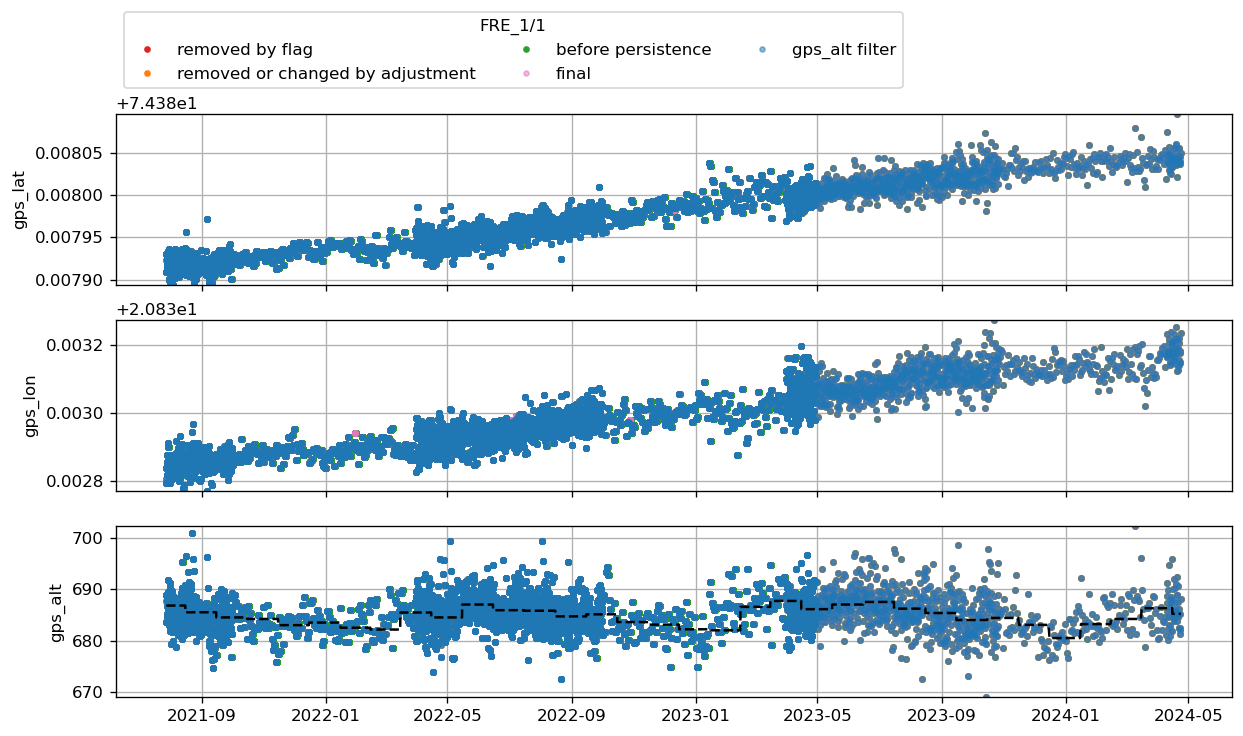 FRE_1/1
removed by flag
before persistence
gps_alt filter
removed or changed by adjustment
final
+7.438e1
0.00805
0.00800
0.00795
0.00790
gps_lat
+2.083e1
0.0032
0.0030
0.0028
gps_lon
700
690
680
670
gps_alt
2021-09
2022-01
2022-05
2022-09
2023-01
2023-05
2023-09
2024-01
2024-05